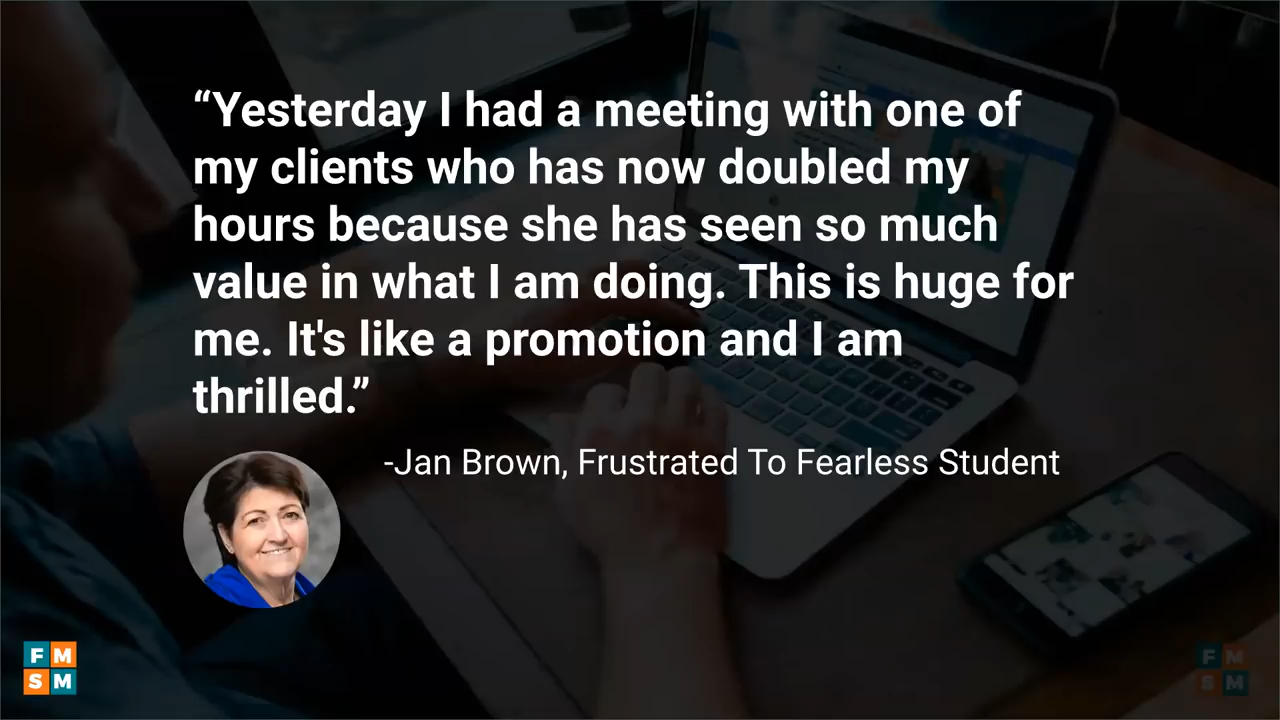 “Yesterday I had a meeting with one of
my clients who has now doubled my
hours because she has seen so much
value in what I am doing. This is huge for
me. It's like a promotion and I am
thrilled.”
-Jan Brown, Frustrated To Fearless Student
F M
S M
F M
S M